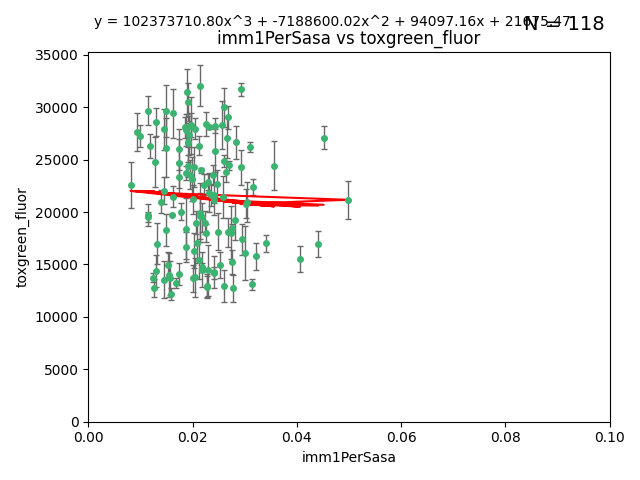 y = 102373710.80x^3 + -7188600.02x^2 + 94097.16x +
N = 118
imm1PerSasa vs toxgreen_fluor
35000
30000
25000
20000
15000
10000
5000
0
toxgreen_fluor
0.00 0.02 0.04 0.06 0.08 0.10
imm1PerSasa